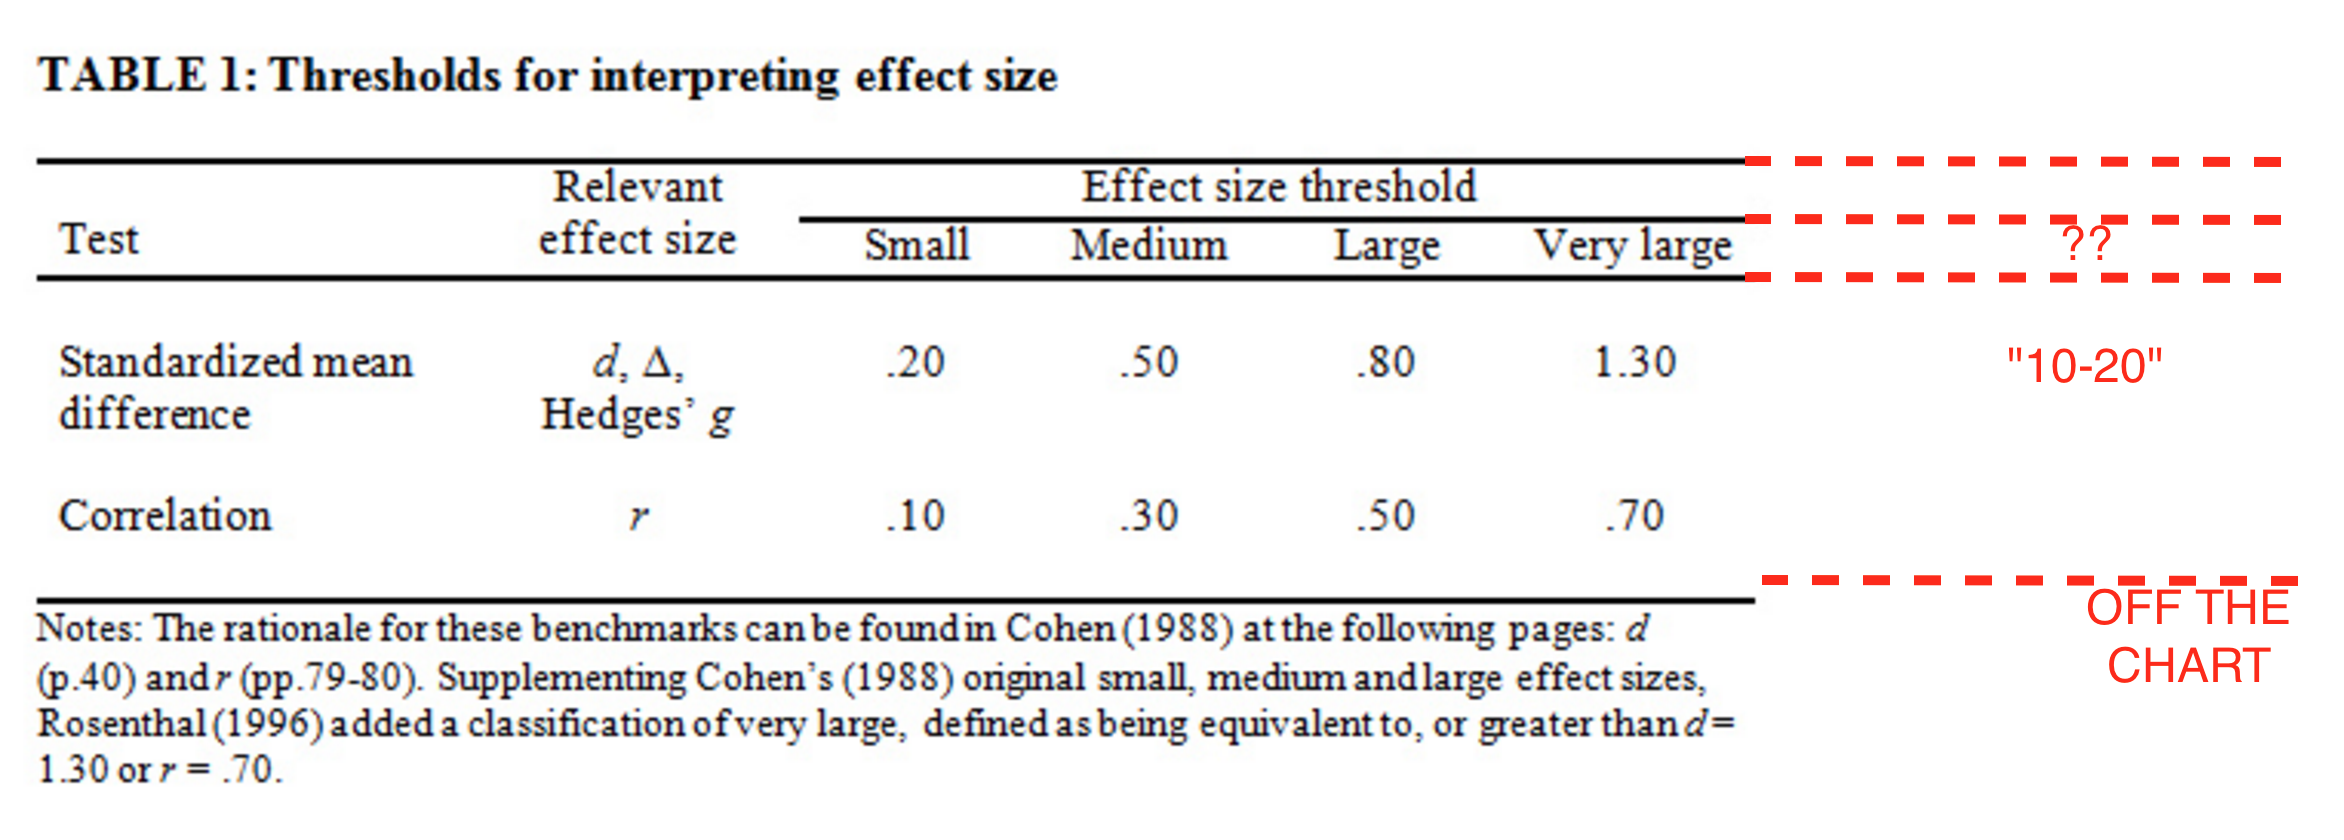 TABLE 1: Thresholds for interpreting effect size
Relevant Effect size threshold
Test effect size Small Medium Large Very large ??
Standardized mean d, Δ, .20 .50 .80 1.30 "10-20"
difference Hedges’ g
Correlation r .10 .30 .50 .70
OFF THE
CHART
Notes: The rationale for these benchmarks can be found in Cohen (1988) at the following pages: d
(p.40) and r (pp.79-80). Supplementing Cohen’s (1988) original small, medium and large effect sizes,
Rosenthal (1996) added a classification of very large, defined as being equivalent to, or greater than d =
1.30 or r = .70.